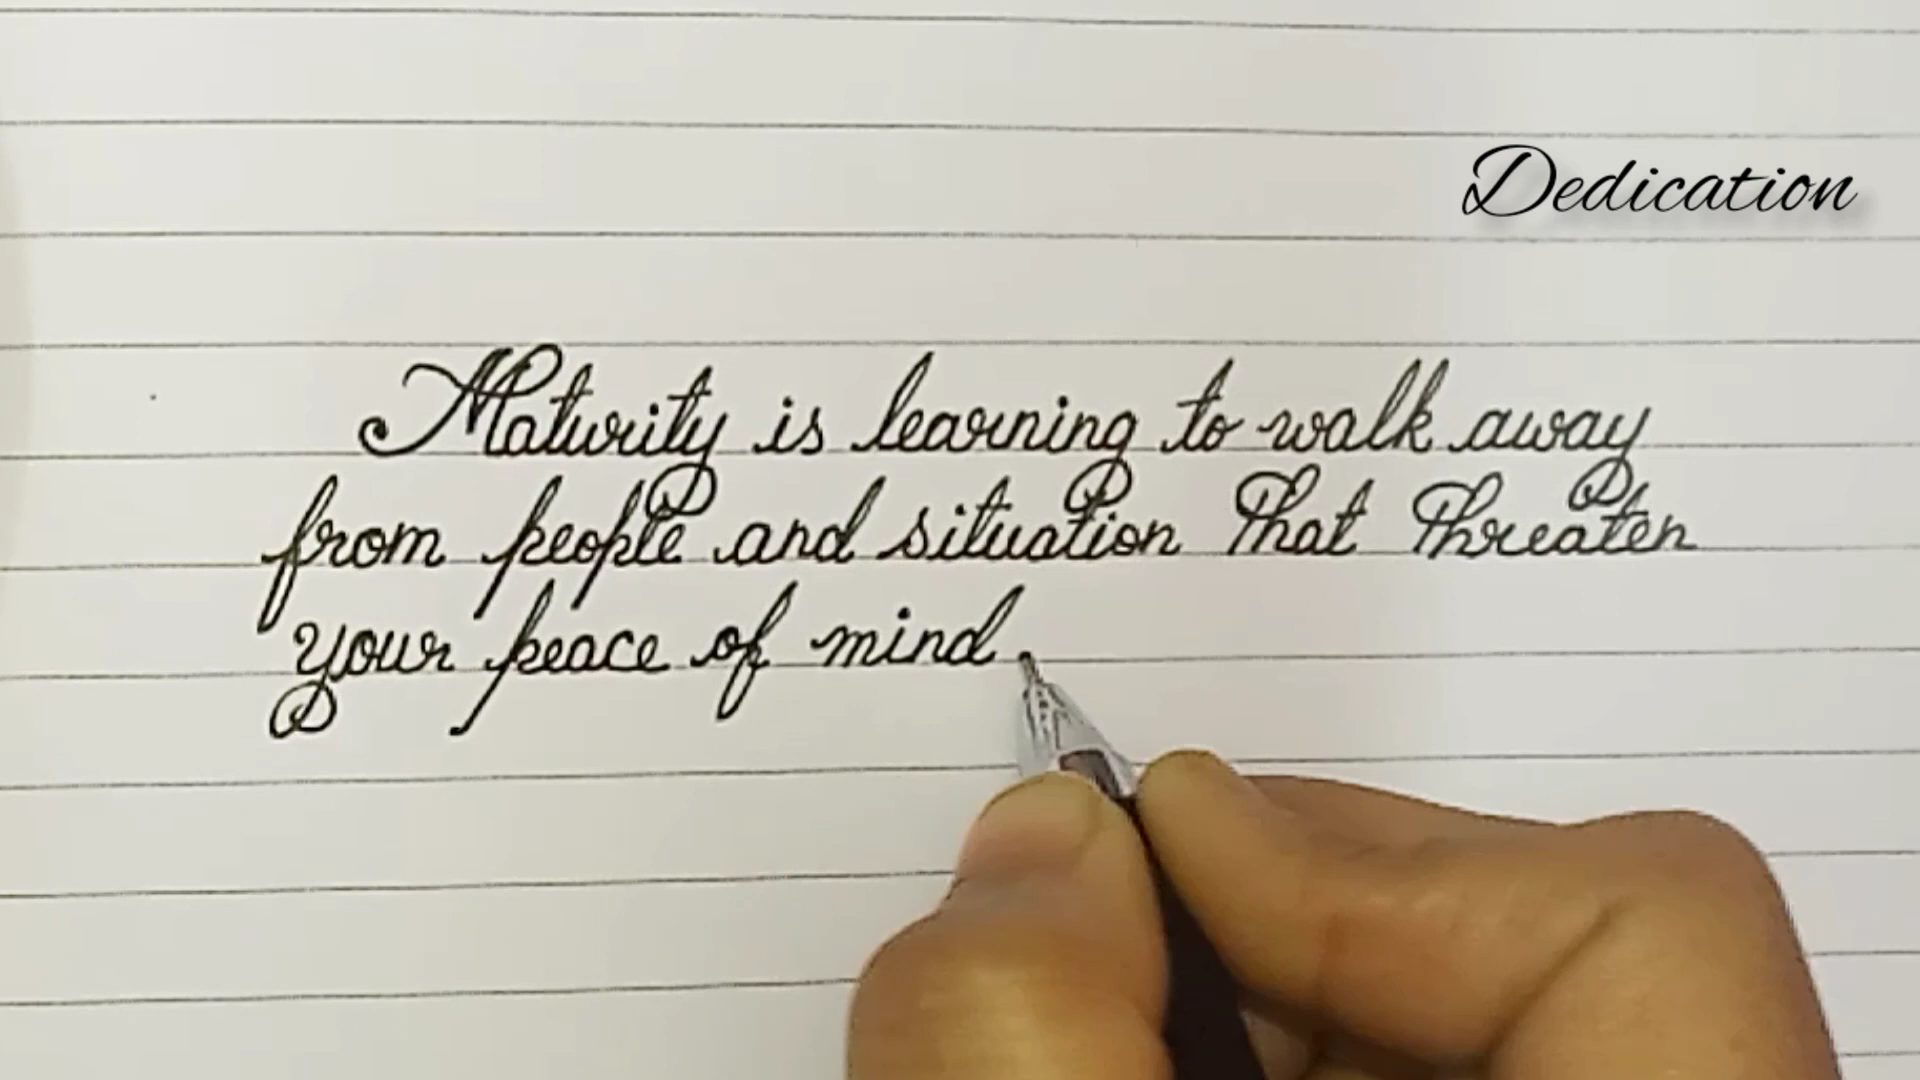 Dedication
Maturity is learning to walk away
from people and situation that threaten
your peace of mind.